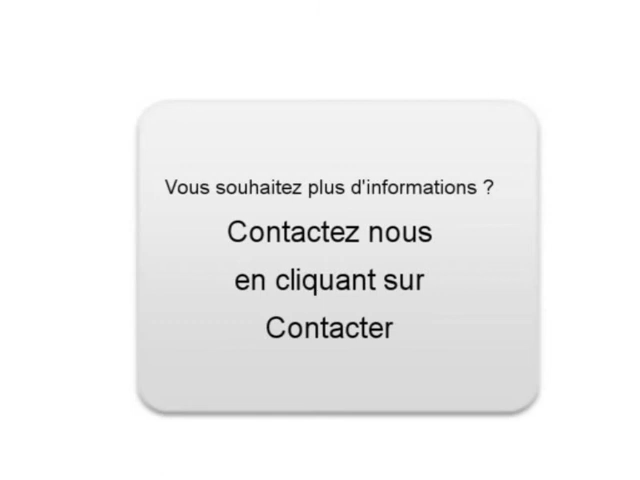 Vous souhaitez plus d'informations ?
Contactez nous
en cliquant sur
Contacter